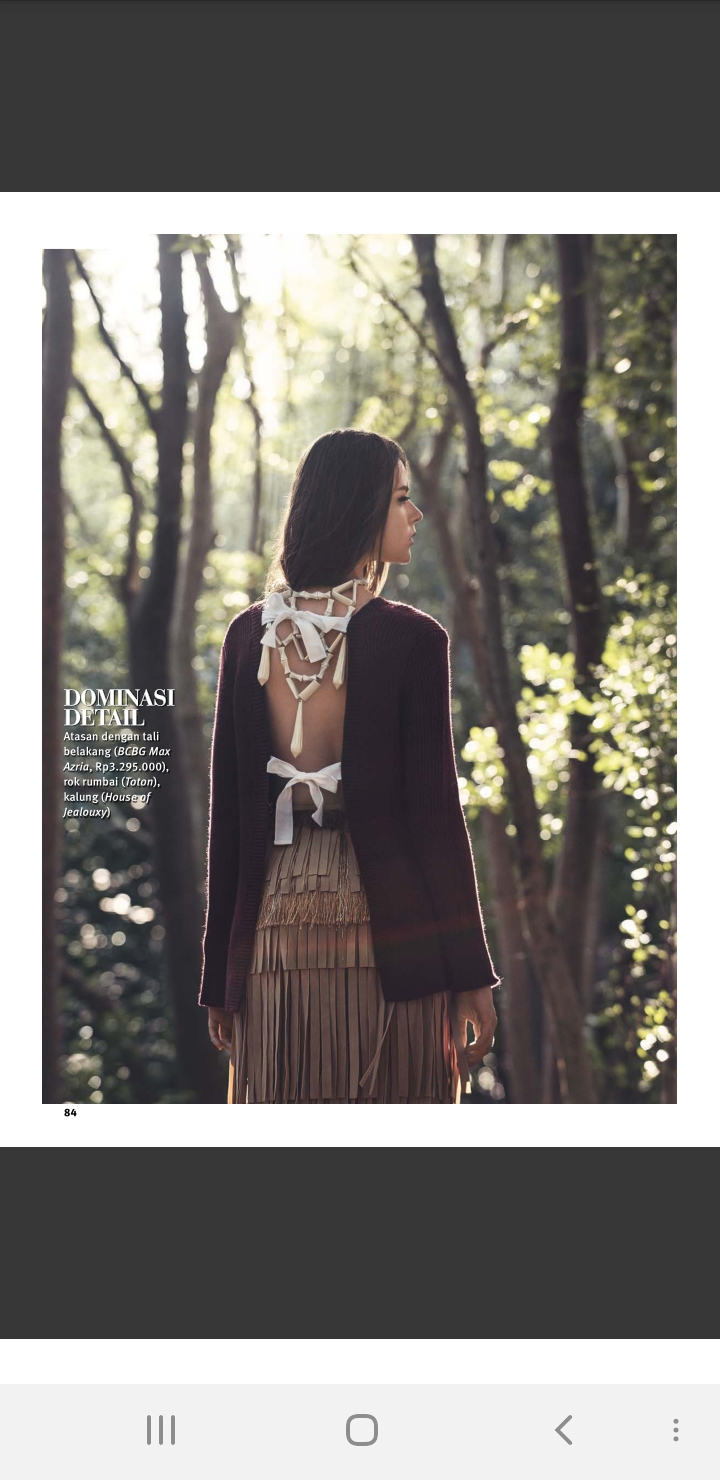 DOMINASI
DETAIL
Atasan dengan tali
belakang (BCBG Max
Azria, Rp3.295.000),
rok rumbai (Toton),
kalung (House of
Jealouxy)
84